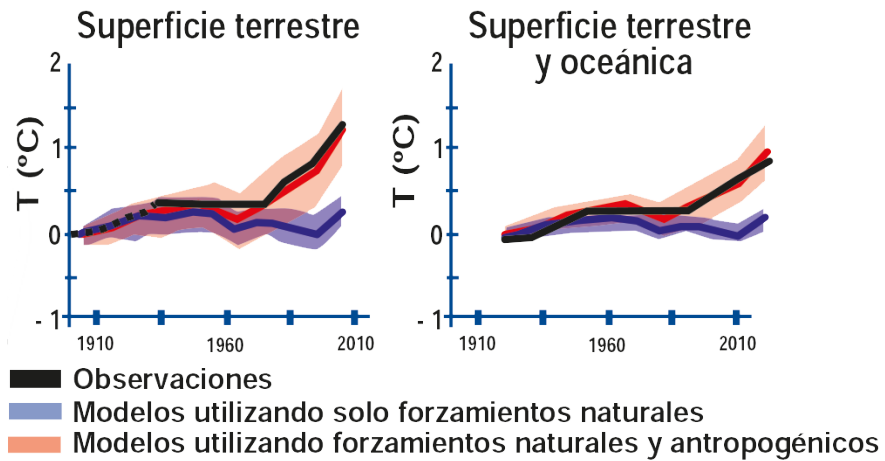 Superficie terrestre
2
1
0
- 1
T (ºC)
1910
1960
2010
Superficie terrestre
y oceánica
2
1
0
- 1
T (ºC)
1910
1960
2010
Observaciones
Modelos utilizando solo forzamientos naturales
Modelos utilizando forzamientos naturales y antropogénicos